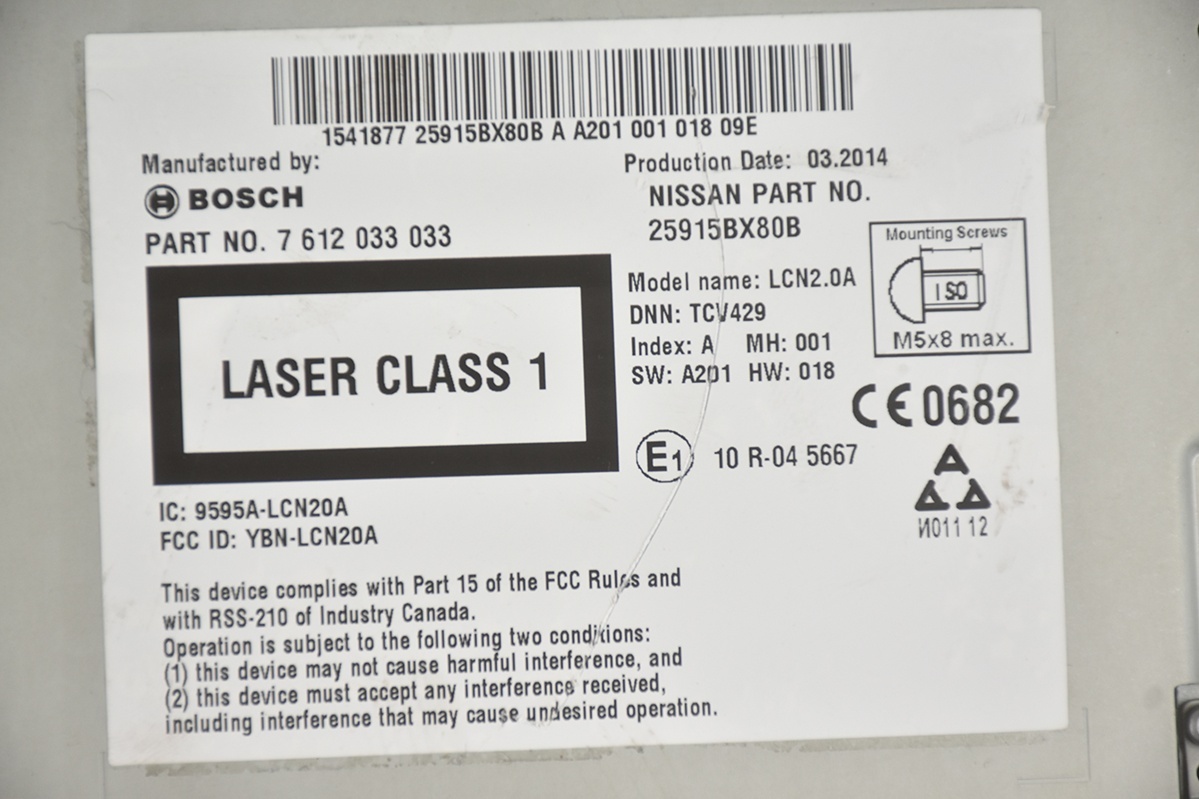 1541877 25915BX80B A A201 001 018 09E
Manufactured by:
BOSCH
PART NO. 7 612 033 033
Production Date: 03.2014
NISSAN PART NO.
25915BX80B
Mounting Screws
ISO
M5x8 max.
LASER CLASS 1
Model name: LCN2.0A
DNN: TCV429
Index: A MH: 001
SW: A201 HW: 018
CE 0682
E1 10 R-04 5667
И011 12
IC: 9595A-LCN20A
FCC ID: YBN-LCN20A
This device complies with Part 15 of the FCC Rules and
with RSS-210 of Industry Canada.
Operation is subject to the following two conditions:
(1) this device may not cause harmful interference, and
(2) this device must accept any interference received,
including interference that may cause undesired operation.